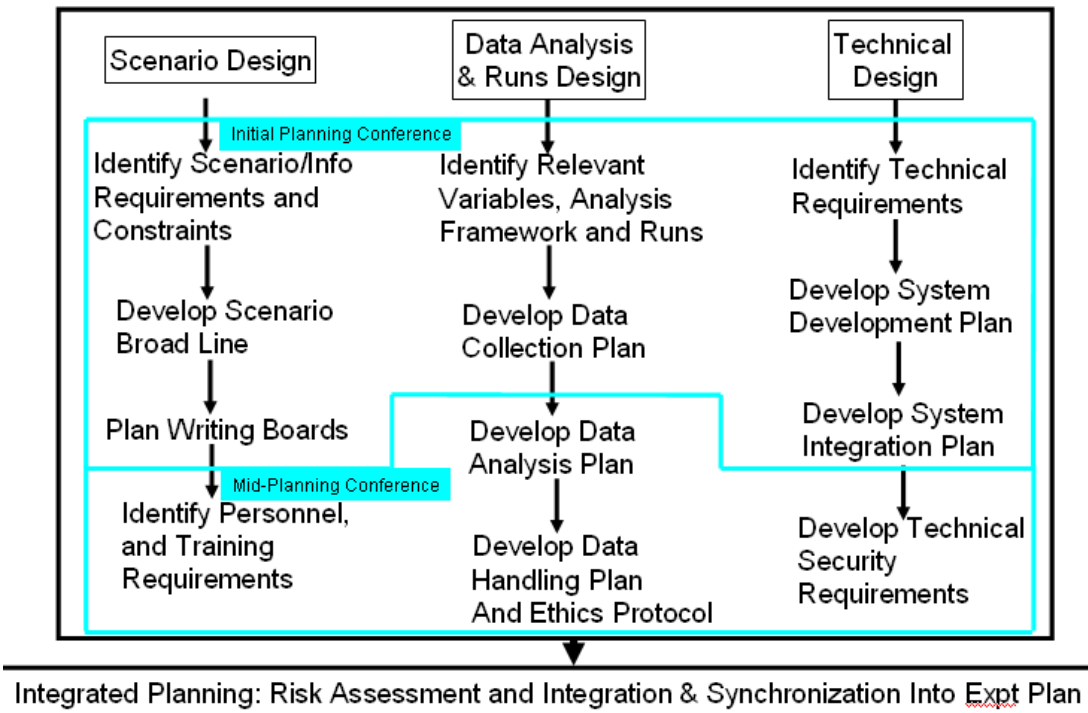 Scenario Design
Data Analysis
& Runs Design
Technical
Design
Initial Planning Conference
Identify Scenario/Info
Requirements and
Constraints
Identify Relevant
Variables, Analysis
Framework and Runs
Identify Technical
Requirements
Develop Scenario
Broad Line
Develop Data
Collection Plan
Develop System
Development Plan
Plan Writing Boards
Develop Data
Analysis Plan
Develop System
Integration Plan
Mid-Planning Conference
Identify Personnel,
and Training
Requirements
Develop Data
Handling Plan
And Ethics Protocol
Develop Technical
Security
Requirements
Integrated Planning: Risk Assessment and Integration & Synchronization Into Expt Plan